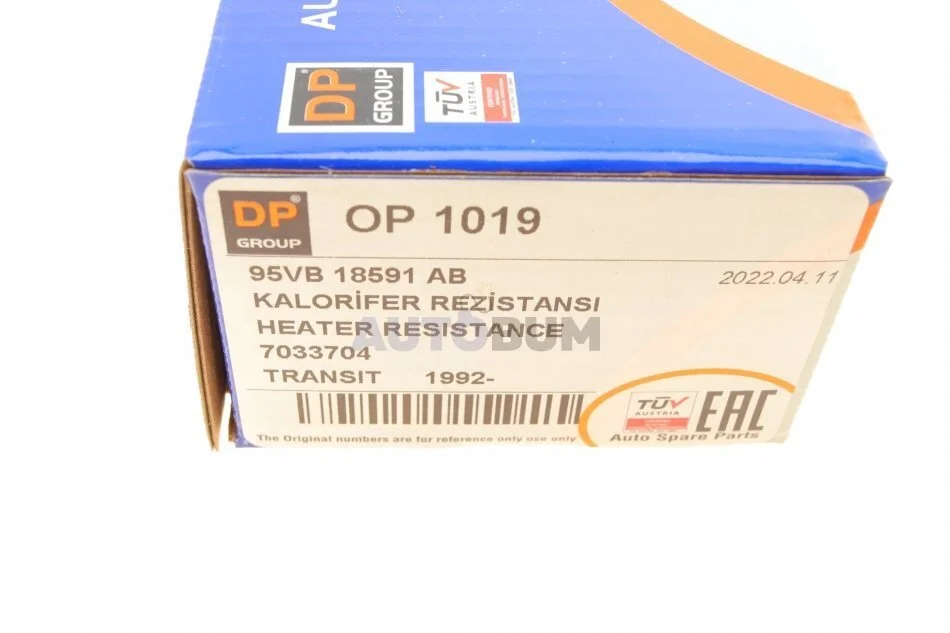 AU
DP
GROUP
TÜV
AUSTRIA
DP®
GROUP
OP 1019
95VB 18591 AB
2022.04.11
KALORİFER REZİSTANSI
HEATER RESISTANCE
AUTOBUM
7033704
TRANSIT 1992-
TÜV
AUSTRIA
EAC
Auto Spare Parts
The Original numbers are for reference only use only